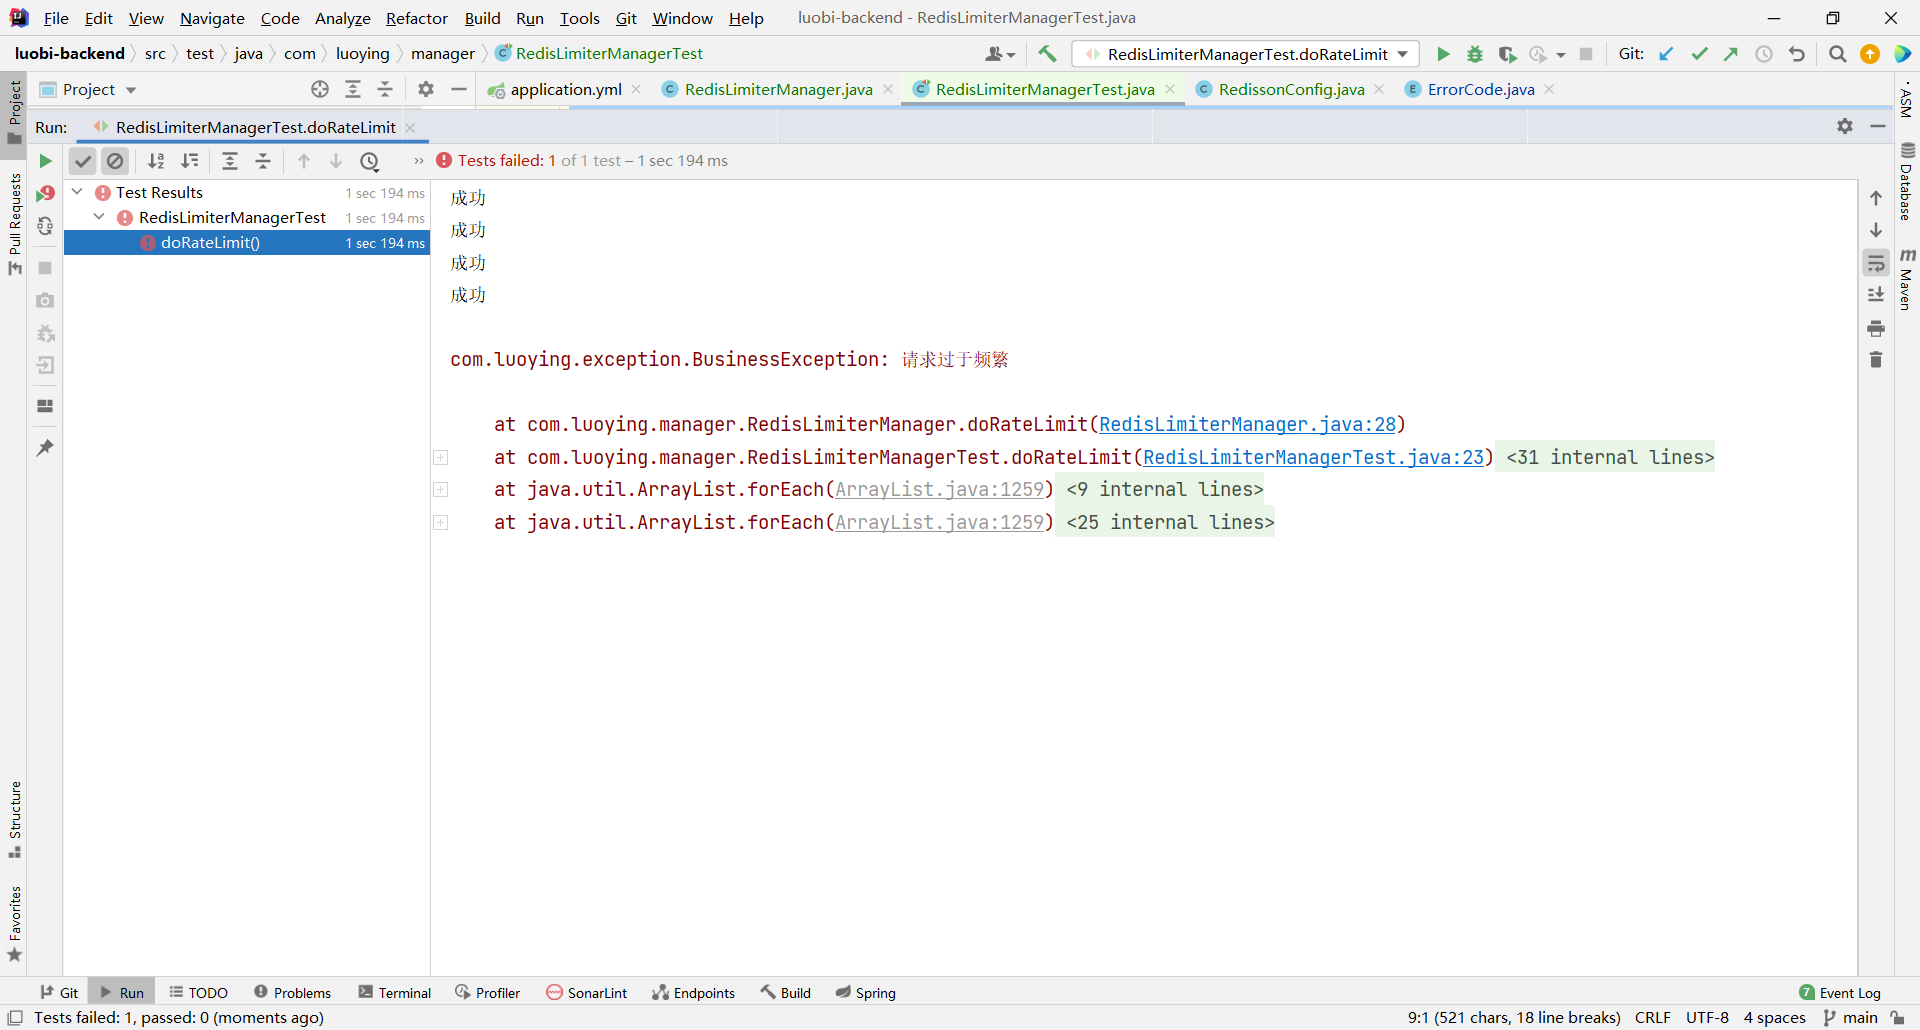 File Edit View Navigate Code Analyze Refactor Build Run Tools Git Window Help luobi-backend - RedisLimiterManagerTest.java
luobi-backend src test java com luoying manager RedisLimiterManagerTest RedisLimiterManagerTest.doRateLimit Git:
Project application.yml RedisLimiterManager.java RedisLimiterManagerTest.java RedissonConfig.java ErrorCode.java
Run: RedisLimiterManagerTest.doRateLimit
Tests failed: 1 of 1 test – 1 sec 194 ms
Test Results 1 sec 194 ms
RedisLimiterManagerTest 1 sec 194 ms
doRateLimit() 1 sec 194 ms
成功
成功
成功
成功
com.luoying.exception.BusinessException: 请求过于频繁
at com.luoying.manager.RedisLimiterManager.doRateLimit(RedisLimiterManager.java:28)
at com.luoying.manager.RedisLimiterManagerTest.doRateLimit(RedisLimiterManagerTest.java:23) <31 internal lines>
at java.util.ArrayList.forEach(ArrayList.java:1259) <9 internal lines>
at java.util.ArrayList.forEach(ArrayList.java:1259) <25 internal lines>
Project
Pull Requests
Structure
Favorites
ASM
Database
Maven
Git Run TODO Problems Terminal Profiler SonarLint Endpoints Build Spring 7 Event Log
Tests failed: 1, passed: 0 (moments ago) 9:1 (521 chars, 18 line breaks) CRLF UTF-8 4 spaces main